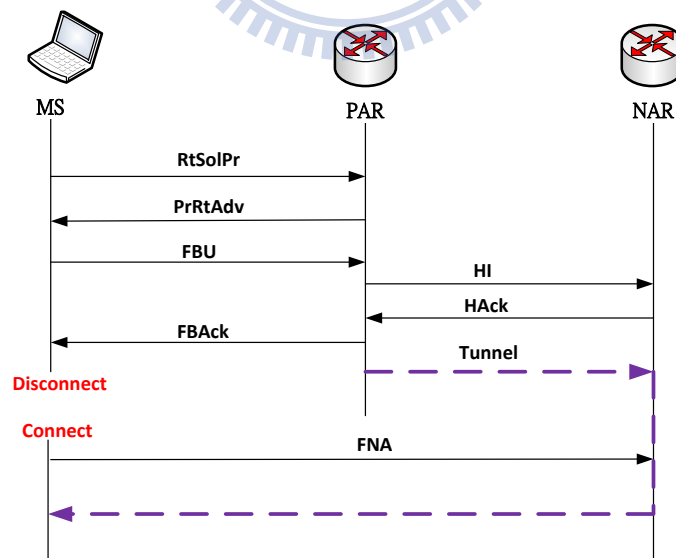 MS
PAR
NAR
RtSolPr
PrRtAdv
FBU
HI
HAck
FBAck
Tunnel
Disconnect
Connect
FNA